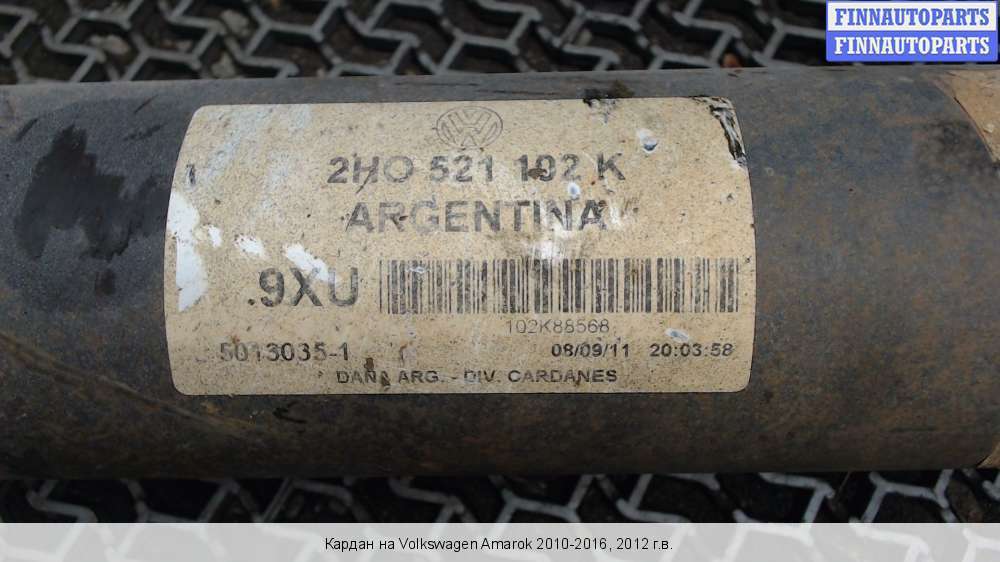 FINNAUTOPARTS
FINNAUTOPARTS
1
2HO 521 102 K
ARGENTINA
.9XU
102K88568
5013035-1
08/09/11 20:03:58
DANA ARG. - DIV. CARDANES
Кардан на Volkswagen Amarok 2010-2016, 2012 г.в.